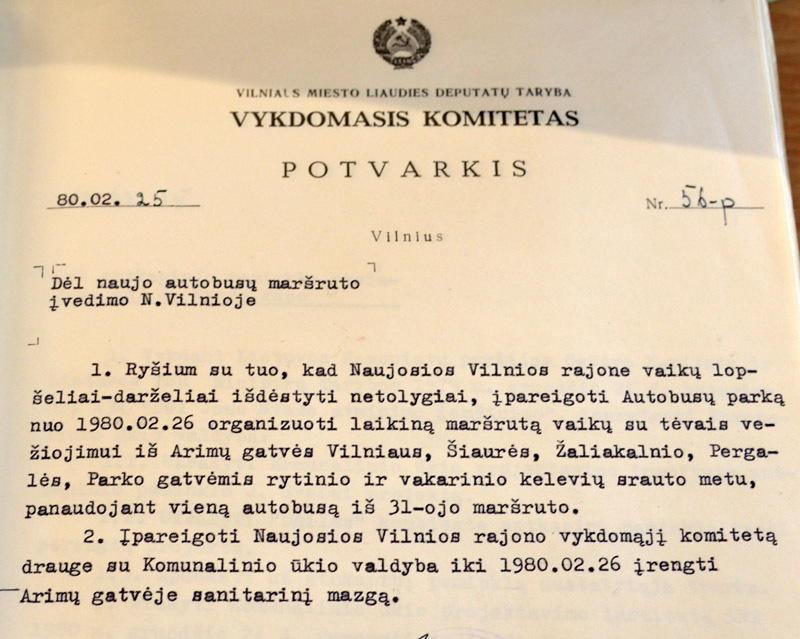 VILNIAUS MIESTO LIAUDIES DEPUTATŲ TARYBA
VYKDOMASIS KOMITETAS
POTVARKIS
80.02. 25
Nr. 56-p
Vilnius
Dėl naujo autobusų maršruto
įvedimo N.Vilnioje
1. Ryšium su tuo, kad Naujosios Vilnios rajone vaikų lop-
šeliai-darželiai išdėstyti netolygiai, įpareigoti Autobusų parką
nuo 1980.02.26 organizuoti laikiną maršrutą vaikų su tėvais ve-
žiojimui iš Arimų gatvės Vilniaus, Šiaurės, Žaliakalnio, Perga-
lės, Parko gatvėmis rytinio ir vakarinio kelevių srauto metu,
panaudojant vieną autobusą iš 31-ojo maršruto.
2. Įpareigoti Naujosios Vilnios rajono vykdomąjį komitetą
drauge su Komunalinio ūkio valdyba iki 1980.02.26 įrengti
Arimų gatvėje sanitarinį mazgą.